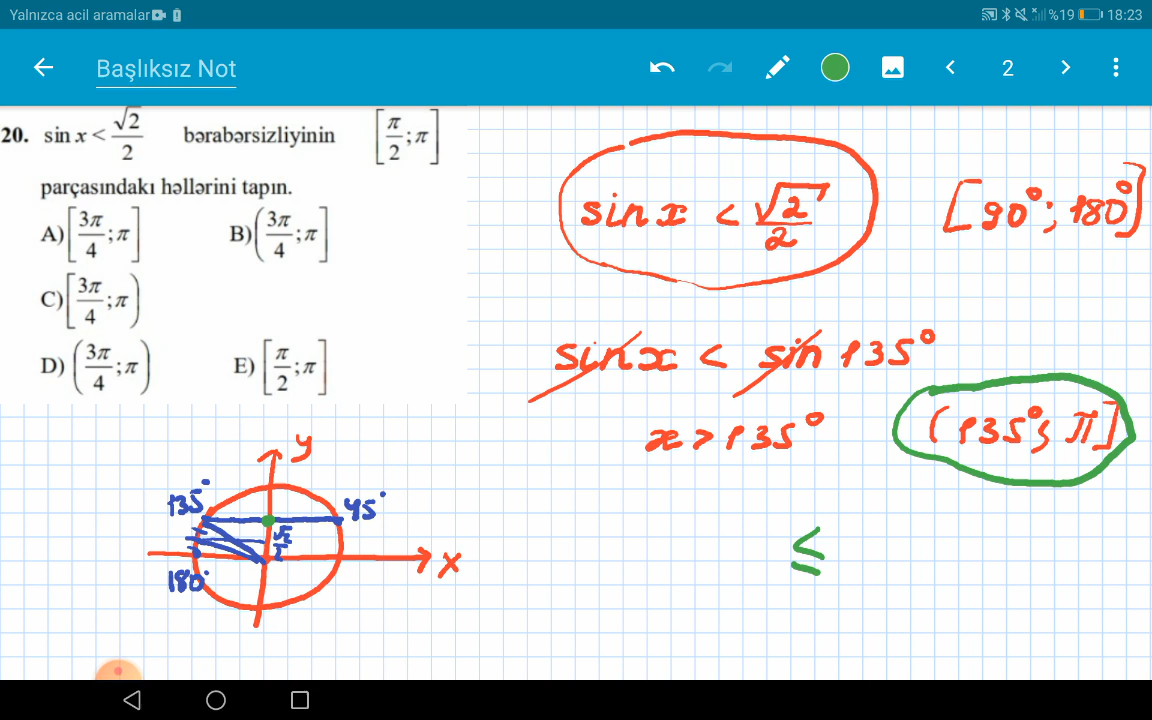 Yalnızca acil aramalar %19 18:23
Başlıksız Not 2
20. sin x < √2/2 bərabərsizliyinin [π/2 ; π]
parçasındakı həllərini tapın.
A) [3π/4 ; π] B) (3π/4 ; π]
C) [3π/4 ; π)
D) (3π/4 ; π) E) [π/2 ; π]
sin x < √2/2 [90°; 180°]
sin x < sin 135°
x > 135° (135°; π]
≤
y
135° 45°
√2/2
180° x